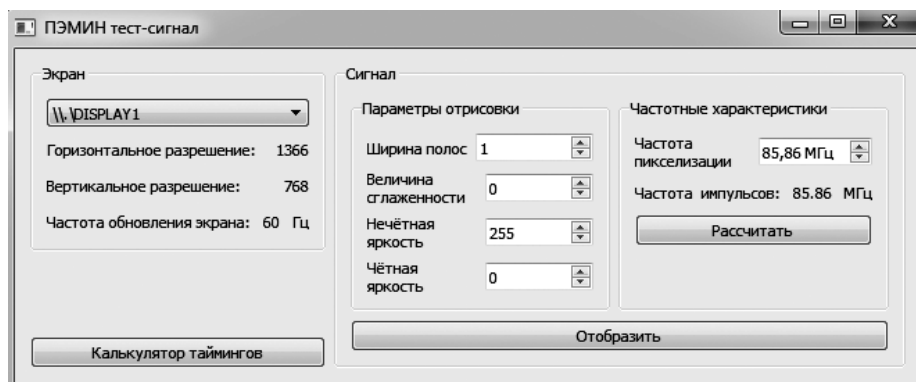 ПЭМИН тест-сигнал
Экран
\\.\DISPLAY1
Горизонтальное разрешение: 1366
Вертикальное разрешение: 768
Частота обновления экрана: 60 Гц
Калькулятор таймингов
Сигнал
Параметры отрисовки
Ширина полос 1
Величина
сглаженности 0
Нечётная
яркость 255
Чётная
яркость 0
Частотные характеристики
Частота
пикселизации 85,86 МГц
Частота импульсов: 85.86 МГц
Рассчитать
Отобразить